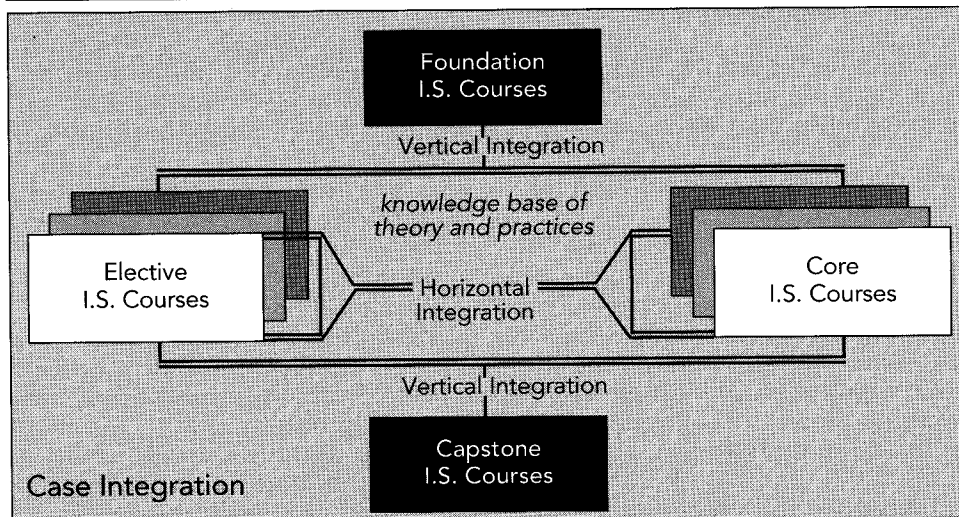 Foundation
I.S. Courses
Vertical Integration
knowledge base of
theory and practices
Elective
I.S. Courses
Horizontal
Integration
Core
I.S. Courses
Vertical Integration
Capstone
I.S. Courses
Case Integration